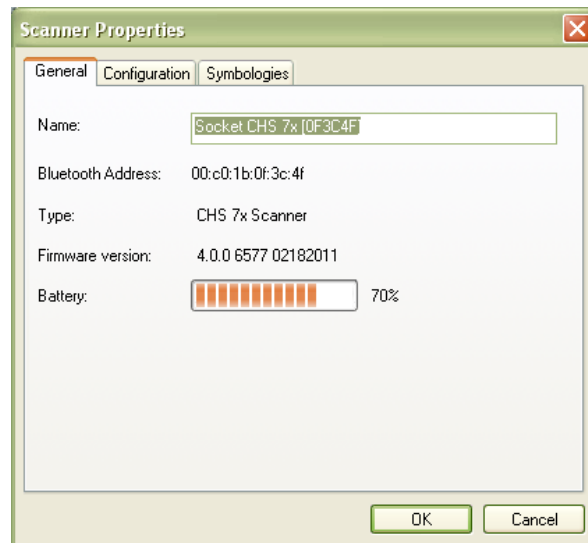 Scanner Properties
General Configuration Symbologies
Name: Socket CHS 7x [0F3C4F]
Bluetooth Address: 00:c0:1b:0f:3c:4f
Type: CHS 7x Scanner
Firmware version: 4.0.0 6577 02182011
Battery: 70%
OK Cancel